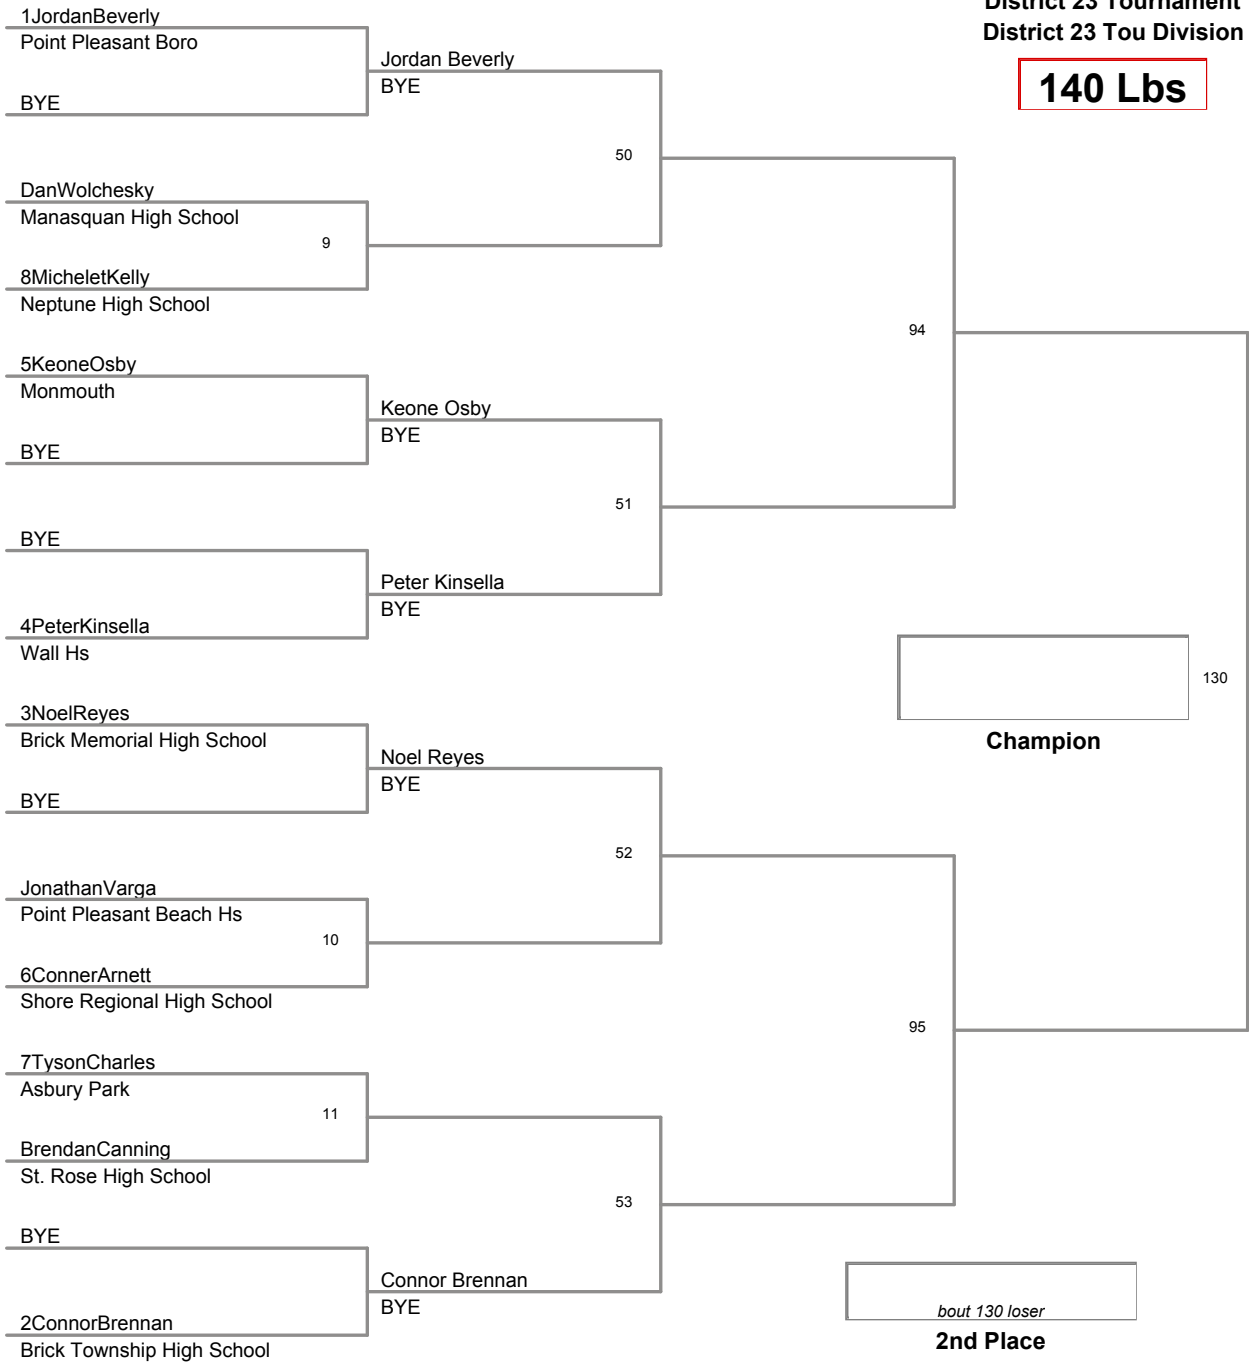 District 23 Tournament
District 23 Tou Division
140 Lbs
1JordanBeverly
Point Pleasant Boro
BYE
Jordan Beverly
BYE
50
DanWolchesky
Manasquan High School
9
8MicheletKelly
Neptune High School
94
5KeoneOsby
Monmouth
BYE
Keone Osby
BYE
51
BYE
4PeterKinsella
Wall Hs
Peter Kinsella
BYE
130
Champion
3NoelReyes
Brick Memorial High School
BYE
Noel Reyes
BYE
52
JonathanVarga
Point Pleasant Beach Hs
10
6ConnerArnett
Shore Regional High School
95
7TysonCharles
Asbury Park
11
BrendanCanning
St. Rose High School
53
BYE
2ConnorBrennan
Brick Township High School
Connor Brennan
BYE
bout 130 loser
2nd Place